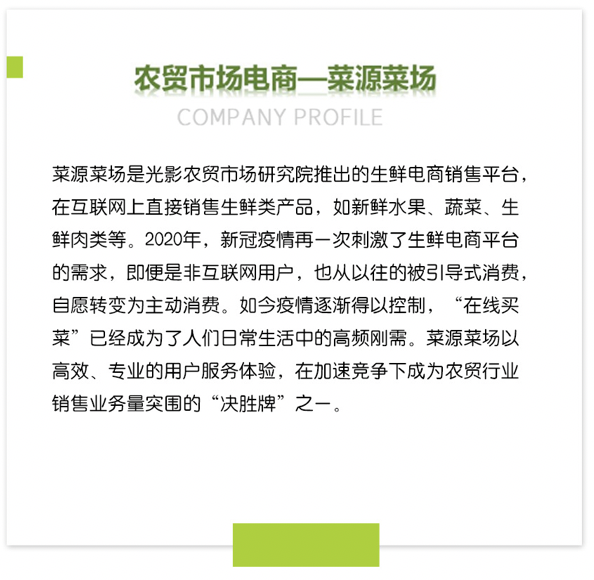 农贸市场电商—菜源菜场
COMPANY PROFILE
菜源菜场是光影农贸市场研究院推出的生鲜电商销售平台，
在互联网上直接销售生鲜类产品，如新鲜水果、蔬菜、生
鲜肉类等。2020年，新冠疫情再一次刺激了生鲜电商平台
的需求，即便是非互联网用户，也从以往的被引导式消费，
自愿转变为主动消费。如今疫情逐渐得以控制，“在线买
菜”已经成为了人们日常生活中的高频刚需。菜源菜场以
高效、专业的用户服务体验，在加速竞争下成为农贸行业
销售业务量突围的“决胜牌”之一。